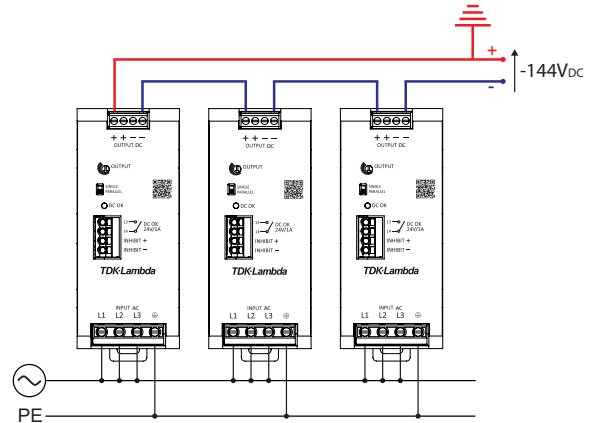 +
-144VDC
-
+ + − −
OUTPUT DC
OUTPUT
SINGLE
PARALLEL
DC OK
13
14
DC OK
24V/1A
INHIBIT +
INHIBIT −
TDK·Lambda
INPUT AC
L1 L2 L3
+ + − −
OUTPUT DC
OUTPUT
SINGLE
PARALLEL
DC OK
13
14
DC OK
24V/1A
INHIBIT +
INHIBIT −
TDK·Lambda
INPUT AC
L1 L2 L3
+ + − −
OUTPUT DC
OUTPUT
SINGLE
PARALLEL
DC OK
13
14
DC OK
24V/1A
INHIBIT +
INHIBIT −
TDK·Lambda
INPUT AC
L1 L2 L3
PE